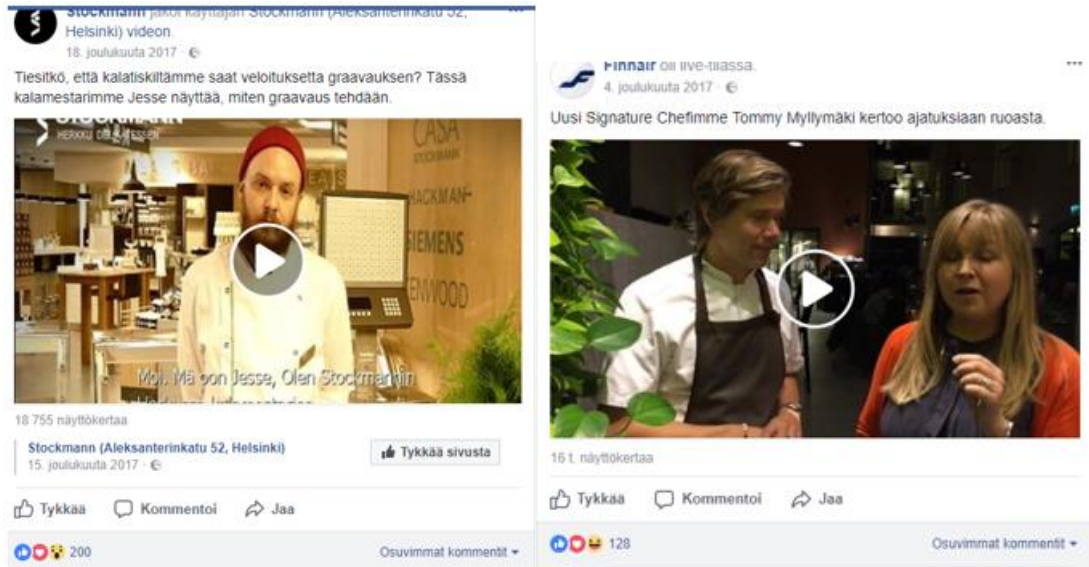 Stockmann jakoi käyttäjän Stockmann (Aleksanterinkatu 52,
Helsinki) videon
18. joulukuuta 2017
Tiesitkö, että kalatiskiltämme saat veloituksetta graavauksen? Tässä
kalamestarimme Jesse näyttää, miten graavaus tehdään.
STOCKMANN
HERKKU DELIKATESSEN
CASA
STOCKMANN
HACKMAN
SIEMENS
KENWOOD
Moi. Mä oon Jesse, Olen Stockmannin
18 755 näyttökertaa
Stockmann (Aleksanterinkatu 52, Helsinki)
15. joulukuuta 2017
Tykkää sivusta
Tykkää Kommentoi Jaa
200
Osuvimmat kommentit
Finnair oli live-tilassa.
4. joulukuuta 2017
Uusi Signature Chefimme Tommy Myllymäki kertoo ajatuksiaan ruoasta.
16 t. näyttökertaa
Tykkää Kommentoi Jaa
128
Osuvimmat kommentit